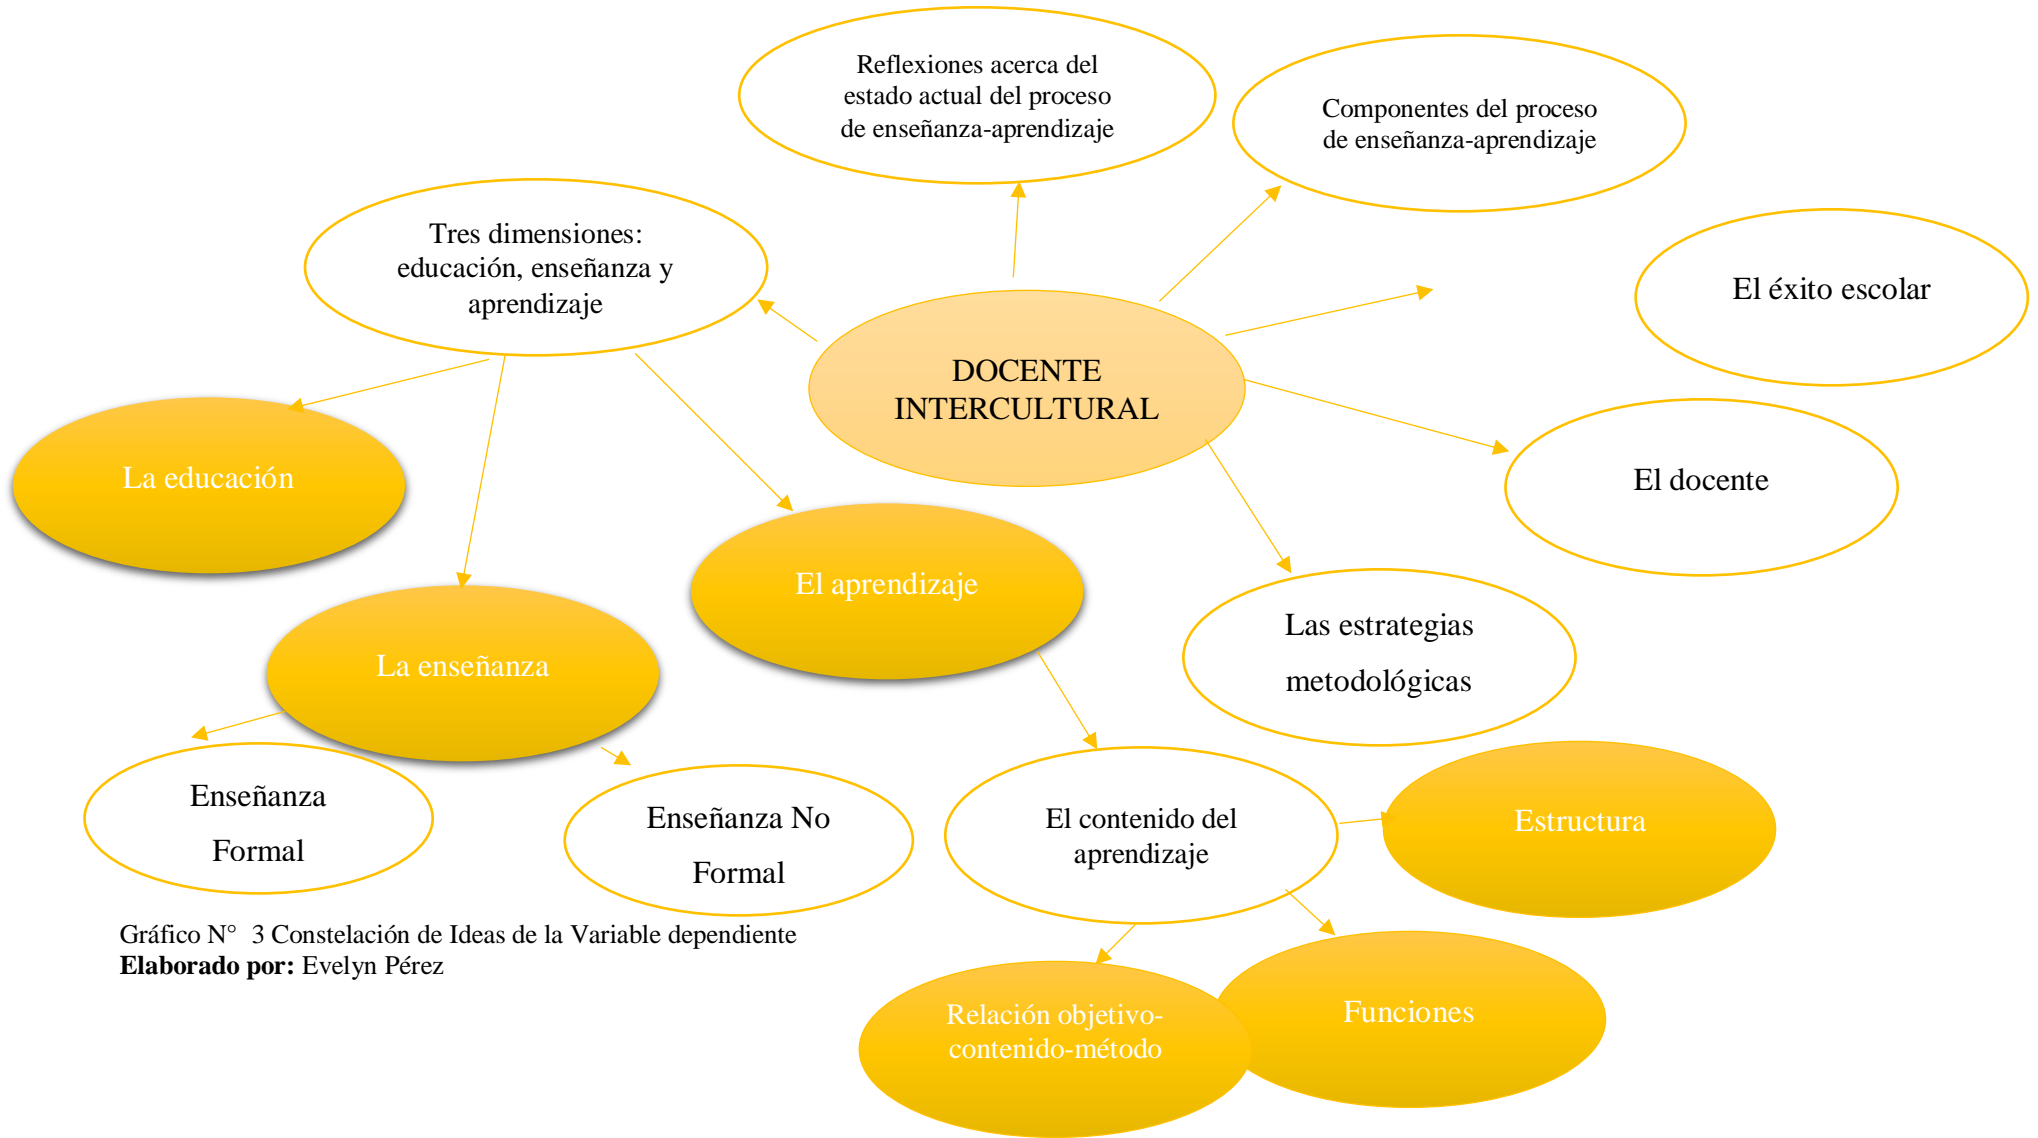 Reflexiones acerca del
estado actual del proceso
de enseñanza-aprendizaje
Componentes del proceso
de enseñanza-aprendizaje
Tres dimensiones:
educación, enseñanza y
aprendizaje
El éxito escolar
DOCENTE
INTERCULTURAL
La educación
El docente
El aprendizaje
La enseñanza
Las estrategias
metodológicas
Enseñanza
Formal
Enseñanza No
Formal
El contenido del
aprendizaje
Estructura
Gráfico N° 3 Constelación de Ideas de la Variable dependiente
Elaborado por: Evelyn Pérez
Relación objetivo-
contenido-método
Funciones